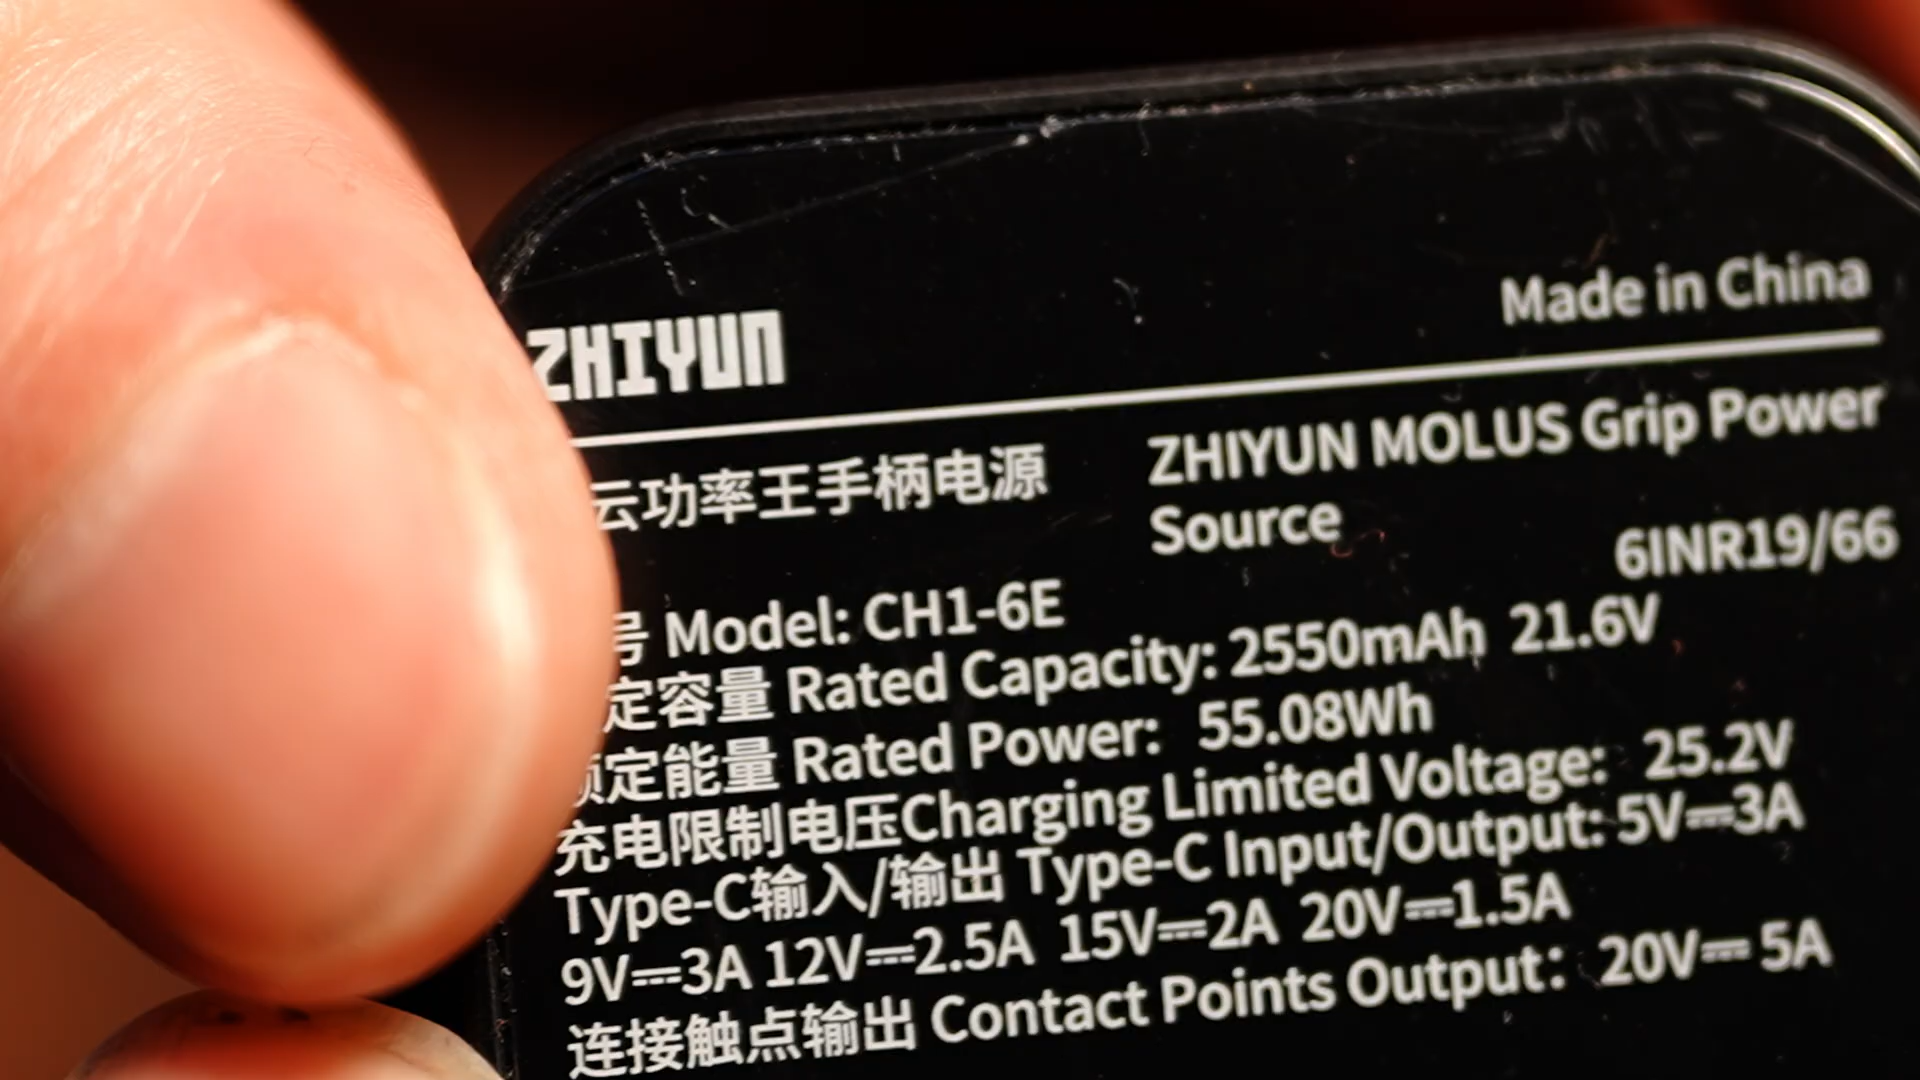 ZHIYUN
Made in China
云功率王手柄电源
ZHIYUN MOLUS Grip Power
Source
6INR19/66
号 Model: CH1-6E
定容量 Rated Capacity: 2550mAh 21.6V
额定能量 Rated Power: 55.08Wh
充电限制电压Charging Limited Voltage: 25.2V
Type-C输入/输出 Type-C Input/Output: 5V⎓3A
9V⎓3A 12V⎓2.5A 15V⎓2A 20V⎓1.5A
连接触点输出 Contact Points Output: 20V⎓ 5A